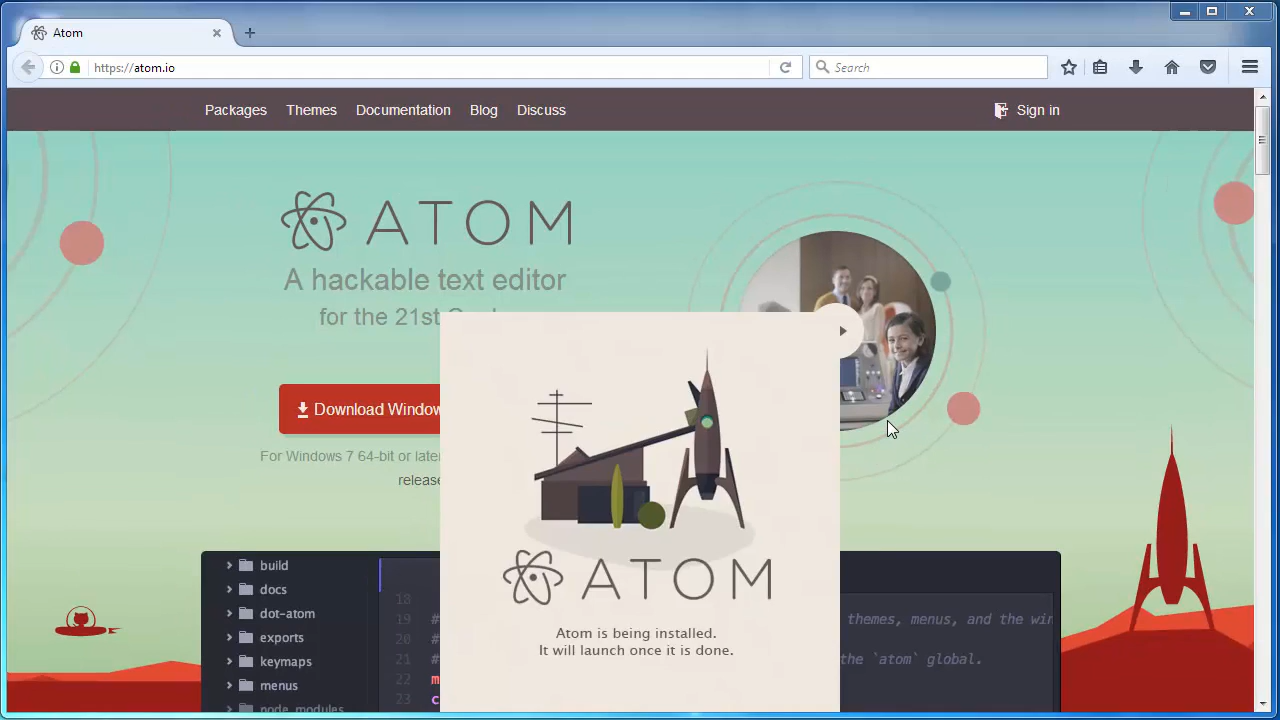 Atom
https://atom.io
Search
Packages
Themes
Documentation
Blog
Discuss
Sign in
ATOM
A hackable text editor
for the 21st
Download Window
For Windows 7 64-bit or late
release
build
docs
dot-atom
exports
keymaps
menus
node_modules
18
19 #
themes, menus, and the win
20 #
21 #
the `atom` global.
22 m
23 c
ATOM
Atom is being installed.
It will launch once it is done.